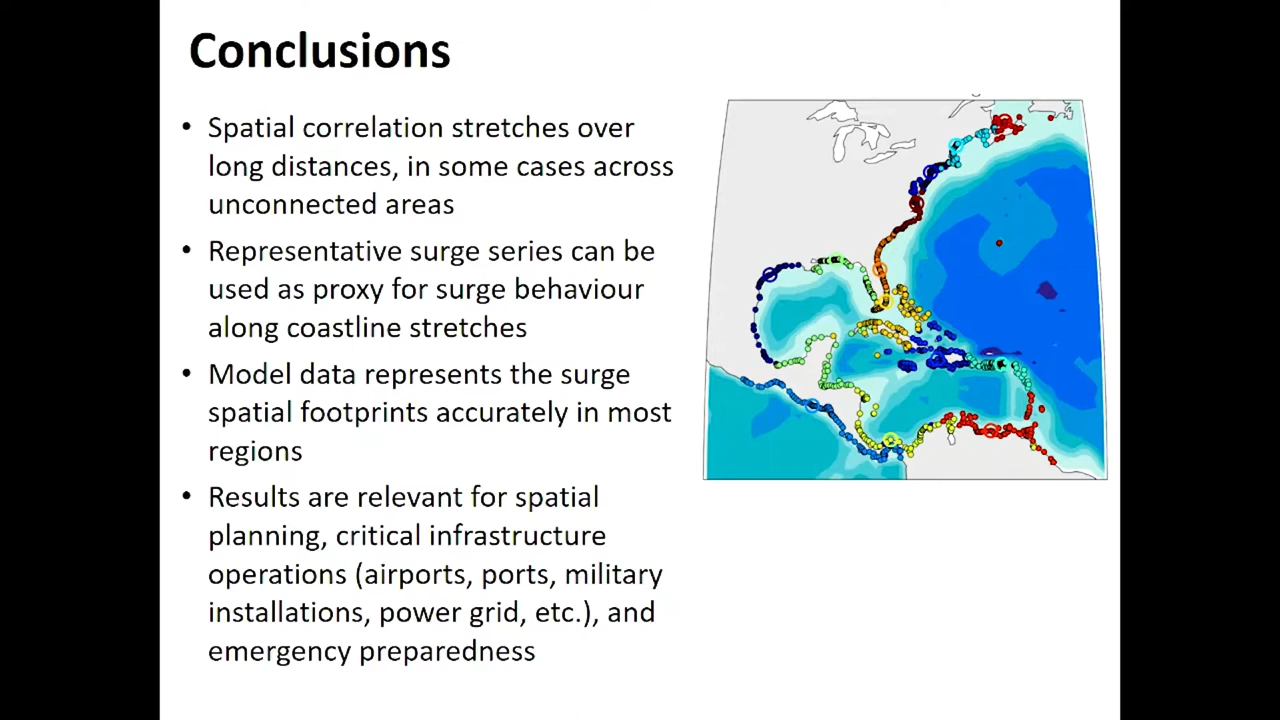 Conclusions
• Spatial correlation stretches over
long distances, in some cases across
unconnected areas
• Representative surge series can be
used as proxy for surge behaviour
along coastline stretches
• Model data represents the surge
spatial footprints accurately in most
regions
• Results are relevant for spatial
planning, critical infrastructure
operations (airports, ports, military
installations, power grid, etc.), and
emergency preparedness